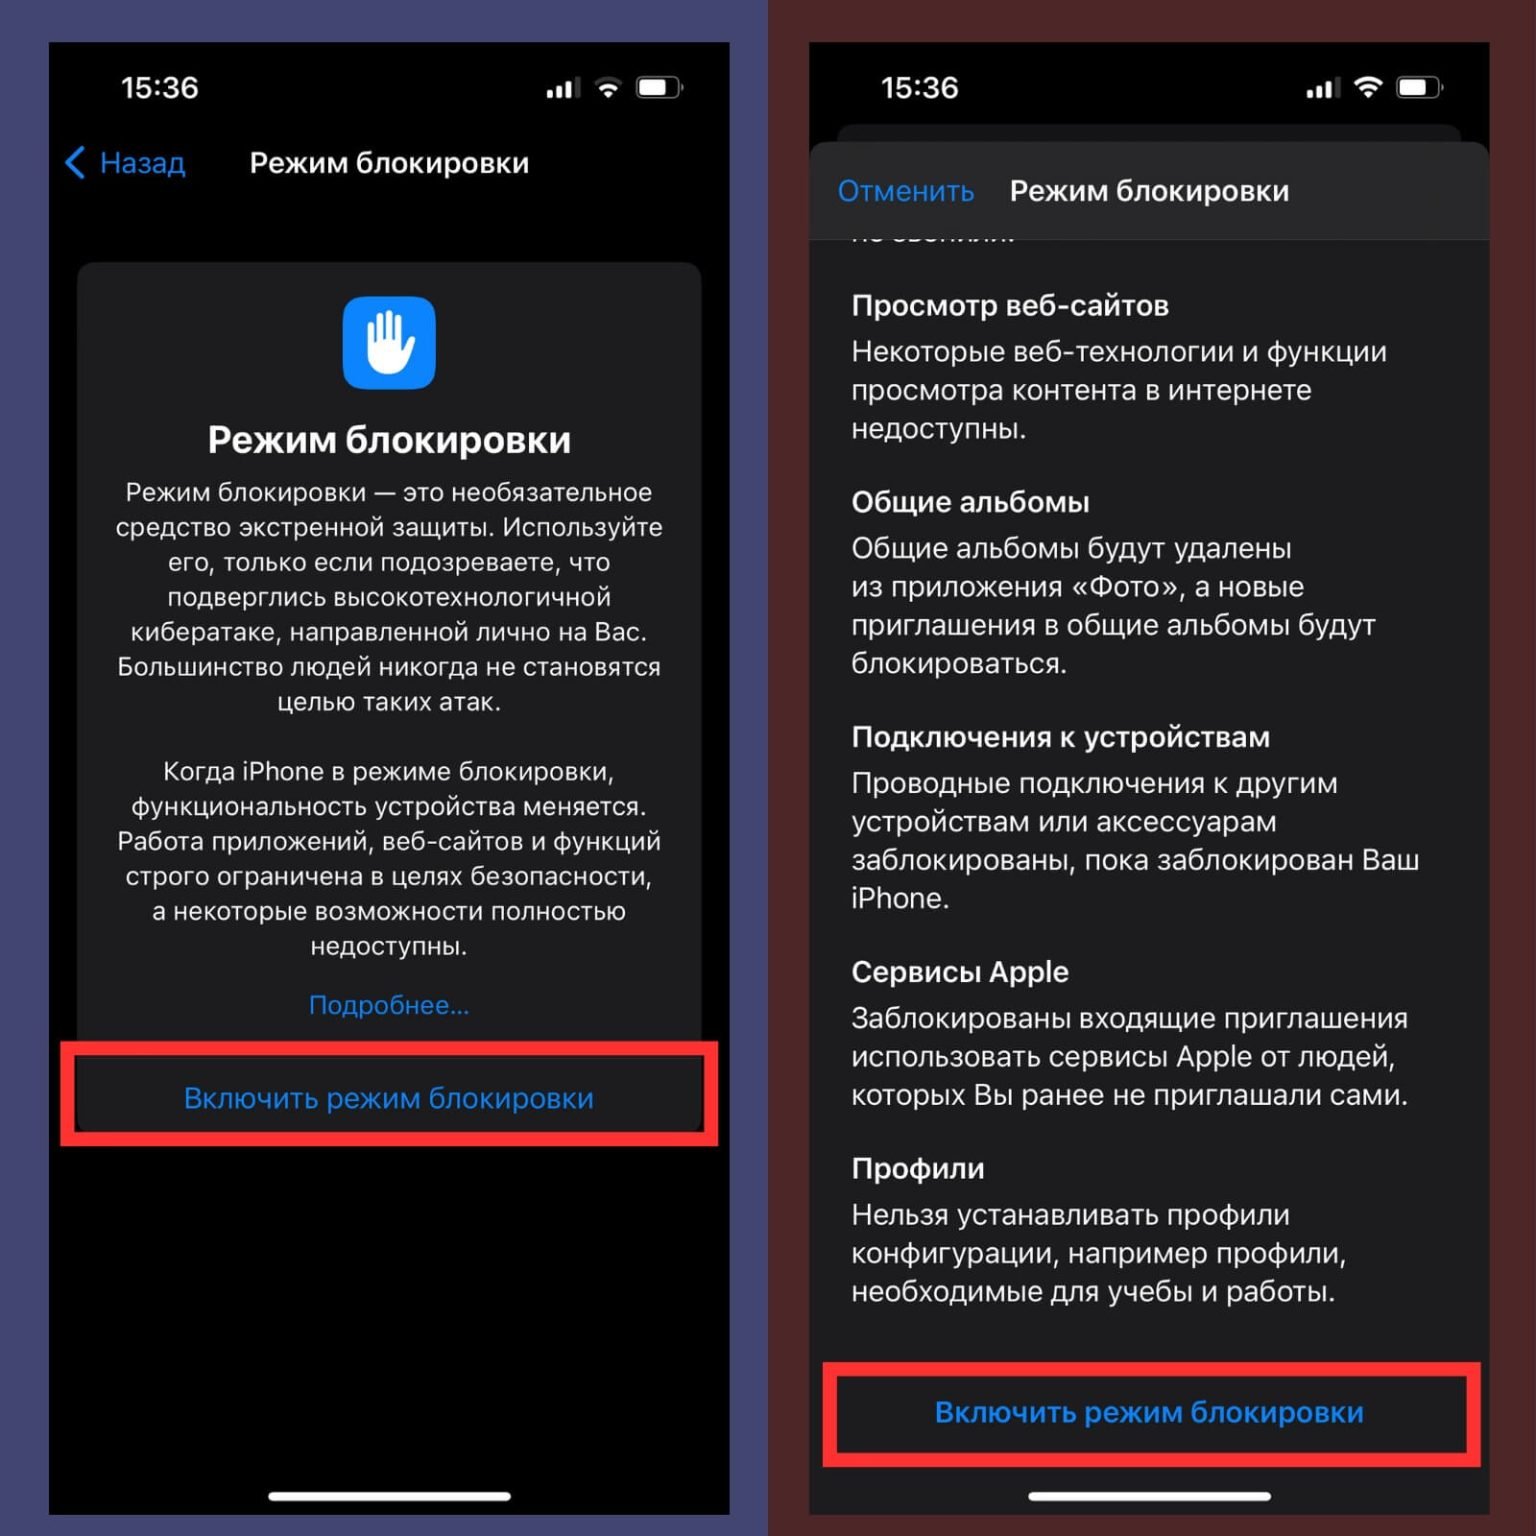 15:36
Назад
Режим блокировки
Режим блокировки
Режим блокировки — это необязательное
средство экстренной защиты. Используйте
его, только если подозреваете, что
подверглись высокотехнологичной
кибератаке, направленной лично на Вас.
Большинство людей никогда не становятся
целью таких атак.
Когда iPhone в режиме блокировки,
функциональность устройства меняется.
Работа приложений, веб-сайтов и функций
строго ограничена в целях безопасности,
а некоторые возможности полностью
недоступны.
Подробнее...
Включить режим блокировки
15:36
Отменить
Режим блокировки
Просмотр веб-сайтов
Некоторые веб-технологии и функции
просмотра контента в интернете
недоступны.
Общие альбомы
Общие альбомы будут удалены
из приложения «Фото», а новые
приглашения в общие альбомы будут
блокироваться.
Подключения к устройствам
Проводные подключения к другим
устройствам или аксессуарам
заблокированы, пока заблокирован Ваш
iPhone.
Сервисы Apple
Заблокированы входящие приглашения
использовать сервисы Apple от людей,
которых Вы ранее не приглашали сами.
Профили
Нельзя устанавливать профили
конфигурации, например профили,
необходимые для учебы и работы.
Включить режим блокировки